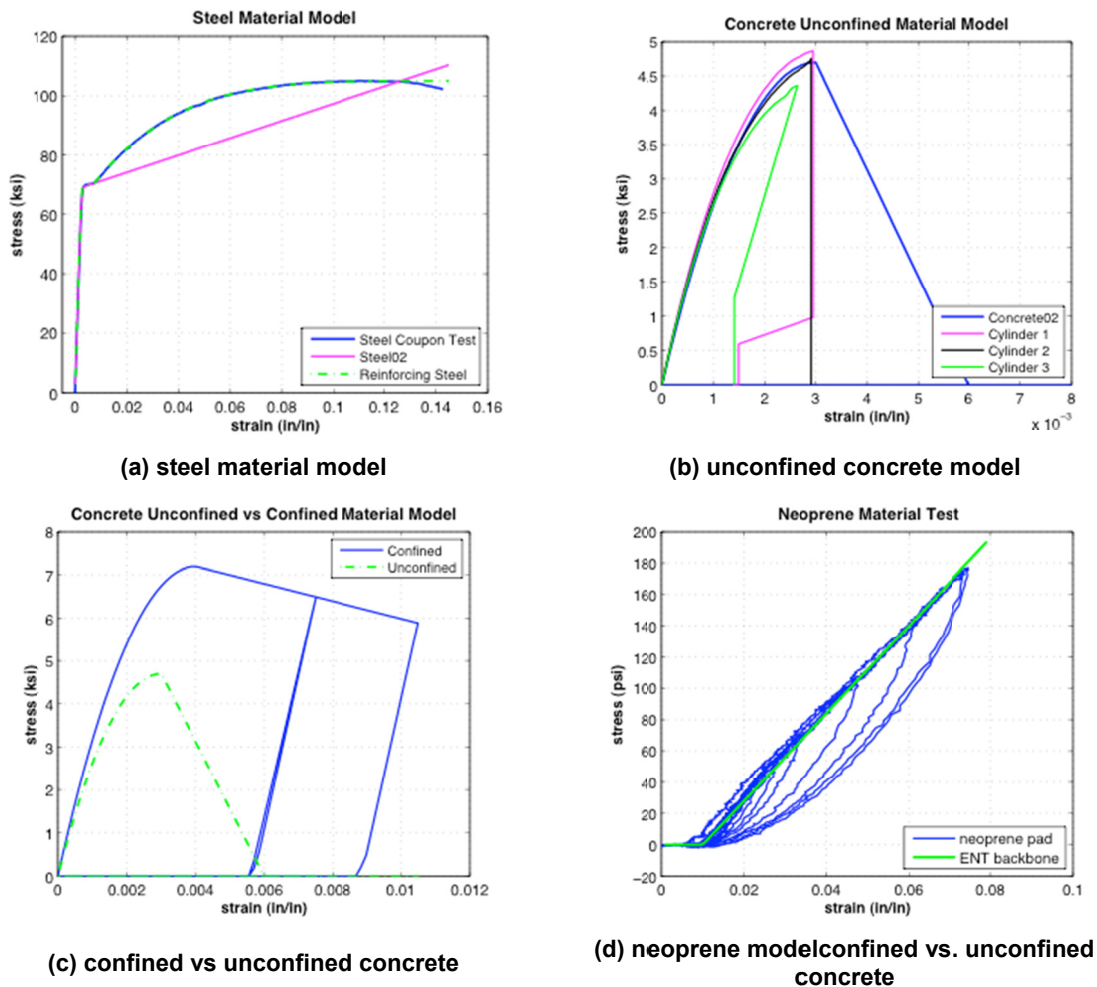 Steel Material Model
120
100
80
60
40
20
0
stress (ksi)
0 0.02 0.04 0.06 0.08 0.1 0.12 0.14 0.16
strain (in/in)
Steel Coupon Test
Steel02
Reinforcing Steel
(a) steel material model
Concrete Unconfined Material Model
5
4.5
4
3.5
3
2.5
2
1.5
1
0.5
0
stress (ksi)
0 1 2 3 4 5 6 7 8
strain (in/in)
x 10⁻³
Concrete02
Cylinder 1
Cylinder 2
Cylinder 3
(b) unconfined concrete model
Concrete Unconfined vs Confined Material Model
8
7
6
5
4
3
2
1
0
stress (ksi)
0 0.002 0.004 0.006 0.008 0.01 0.012
strain (in/in)
Confined
Unconfined
(c) confined vs unconfined concrete
Neoprene Material Test
200
180
160
140
120
100
80
60
40
20
0
−20
stress (psi)
0 0.02 0.04 0.06 0.08 0.1
strain (in/in)
neoprene pad
ENT backbone
(d) neoprene modelconfined vs. unconfined
concrete